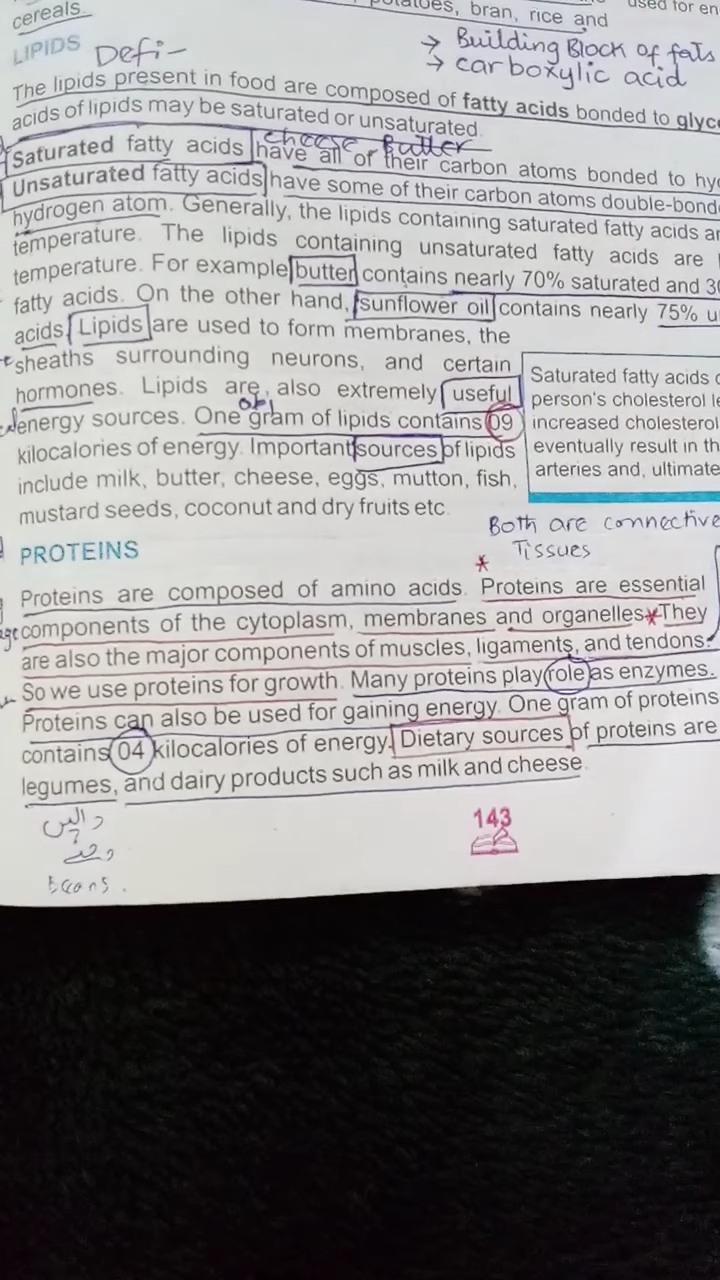 bran, rice and
used for en
cereals.
→ Building Block of fats
LIPIDS Defi-
→ carboxylic acid
The lipids present in food are composed of fatty acids bonded to glyc
acids of lipids may be saturated or unsaturated.
cheese Butter
Saturated fatty acids have all of their carbon atoms bonded to hy
Unsaturated fatty acids have some of their carbon atoms double-bond
hydrogen atom. Generally, the lipids containing saturated fatty acids ar
temperature. The lipids containing unsaturated fatty acids are
temperature. For example butter contains nearly 70% saturated and 30
fatty acids. On the other hand, sunflower oil contains nearly 75% u
acids. Lipids are used to form membranes, the
sheaths surrounding neurons, and certain
hormones. Lipids are also extremely useful
energy sources. One gram of lipids contains 09
kilocalories of energy. Important sources of lipids
include milk, butter, cheese, eggs, mutton, fish,
mustard seeds, coconut and dry fruits etc.
Saturated fatty acids
person's cholesterol le
increased cholesterol
eventually result in th
arteries and, ultimate
Both are connective
Tissues
PROTEINS
Proteins are composed of amino acids. Proteins are essential
components of the cytoplasm, membranes and organelles. They
are also the major components of muscles, ligaments, and tendons.
So we use proteins for growth. Many proteins play role as enzymes.
Proteins can also be used for gaining energy. One gram of proteins
contains 04 kilocalories of energy. Dietary sources of proteins are
legumes, and dairy products such as milk and cheese.
دالیں
143